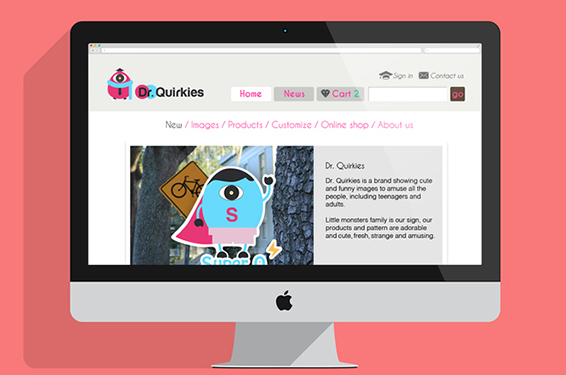 Sign in
Contact us
Dr. Quirkies
Home
News
Cart 2
go
New / Images / Products / Customize / Online shop / About us
S
Super Q
Dr. Quirkies
Dr. Quirkies is a brand showing cute
and funny images to amuse all the
people, including teenagers and
adults.
Little monsters family is our sign, our
products and pattern are adorable
and cute, fresh, strange and amusing.